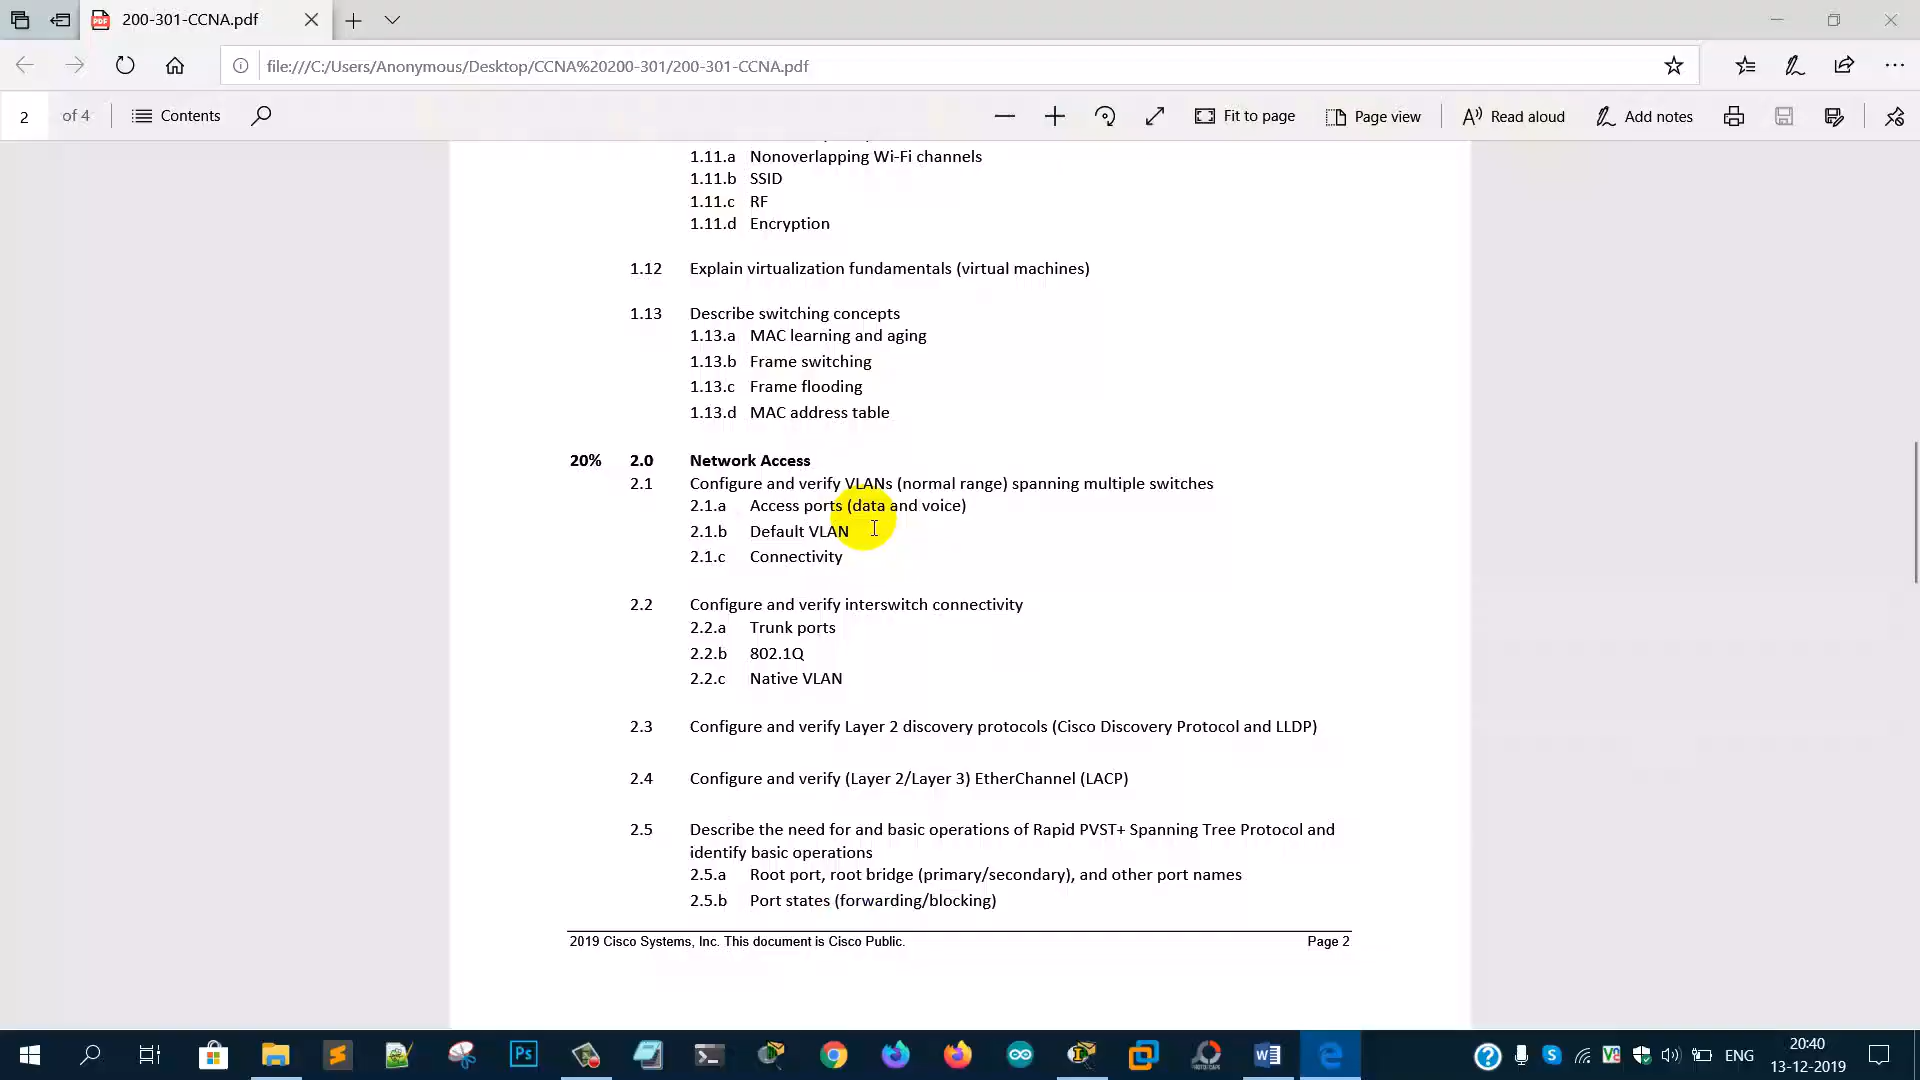 200-301-CCNA.pdf
file:///C:/Users/Anonymous/Desktop/CCNA%20200-301/200-301-CCNA.pdf
2 of 4 Contents Fit to page Page view Read aloud Add notes
1.11.a Nonoverlapping Wi-Fi channels
1.11.b SSID
1.11.c RF
1.11.d Encryption
1.12 Explain virtualization fundamentals (virtual machines)
1.13 Describe switching concepts
1.13.a MAC learning and aging
1.13.b Frame switching
1.13.c Frame flooding
1.13.d MAC address table
20% 2.0 Network Access
2.1 Configure and verify VLANs (normal range) spanning multiple switches
2.1.a Access ports (data and voice)
2.1.b Default VLAN
2.1.c Connectivity
2.2 Configure and verify interswitch connectivity
2.2.a Trunk ports
2.2.b 802.1Q
2.2.c Native VLAN
2.3 Configure and verify Layer 2 discovery protocols (Cisco Discovery Protocol and LLDP)
2.4 Configure and verify (Layer 2/Layer 3) EtherChannel (LACP)
2.5 Describe the need for and basic operations of Rapid PVST+ Spanning Tree Protocol and
identify basic operations
2.5.a Root port, root bridge (primary/secondary), and other port names
2.5.b Port states (forwarding/blocking)
2019 Cisco Systems, Inc. This document is Cisco Public. Page 2
Ps
ENG
20:40
13-12-2019